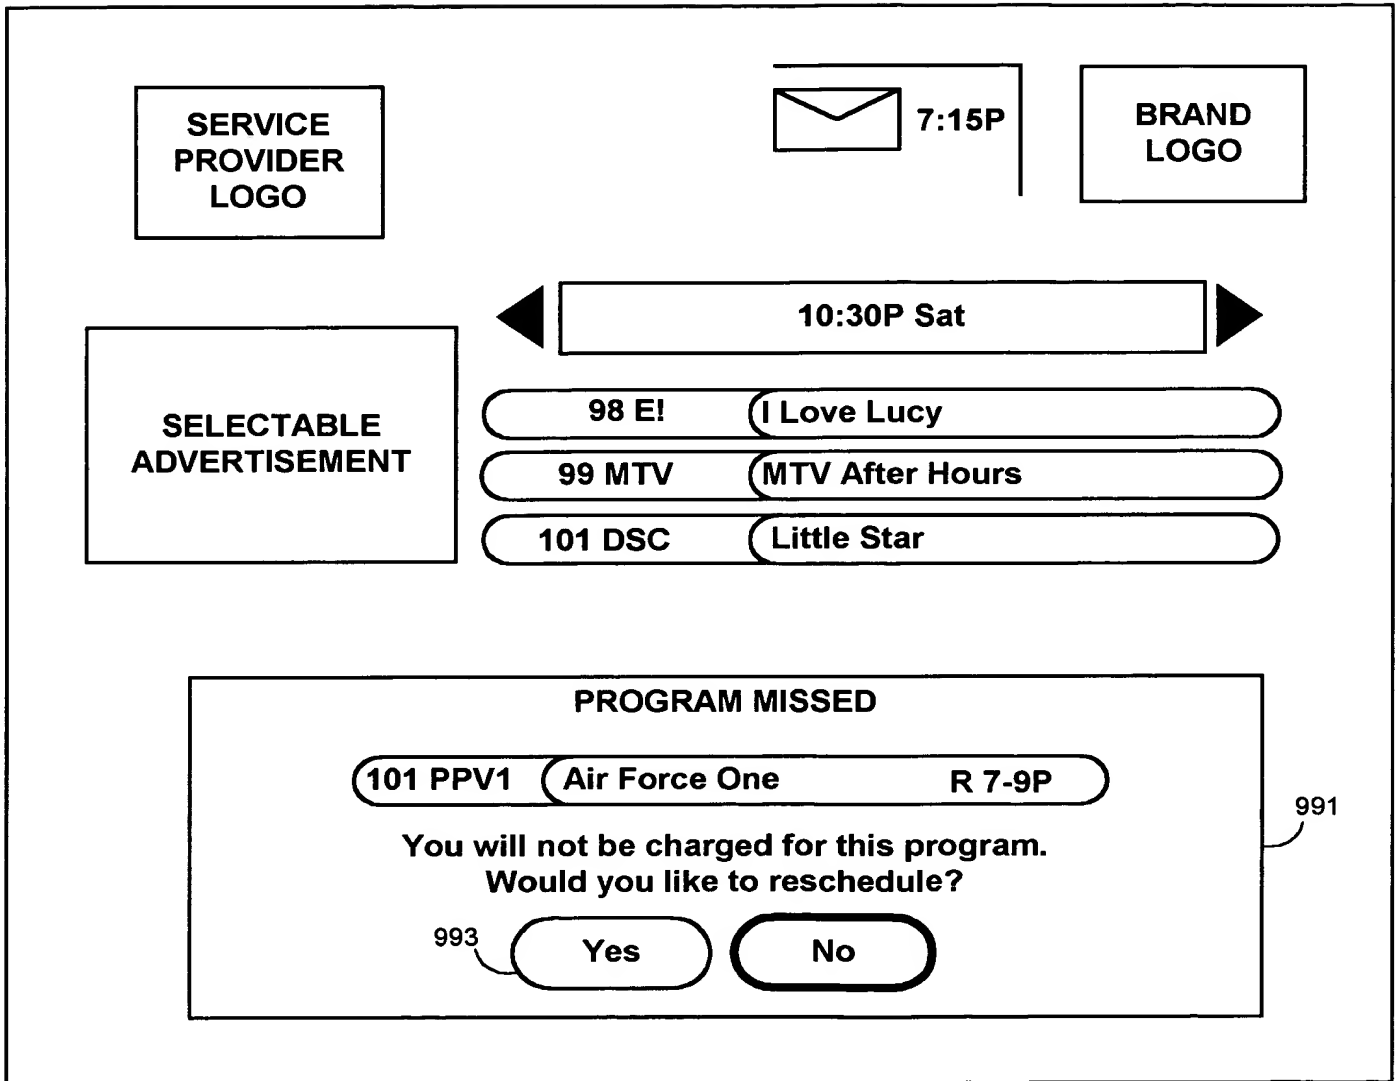 SERVICE
PROVIDER
LOGO
7:15P
BRAND
LOGO
10:30P Sat
SELECTABLE
ADVERTISEMENT
98 E! I Love Lucy
99 MTV MTV After Hours
101 DSC Little Star
PROGRAM MISSED
101 PPV1 Air Force One R 7-9P
You will not be charged for this program.
Would you like to reschedule?
991
993 Yes No